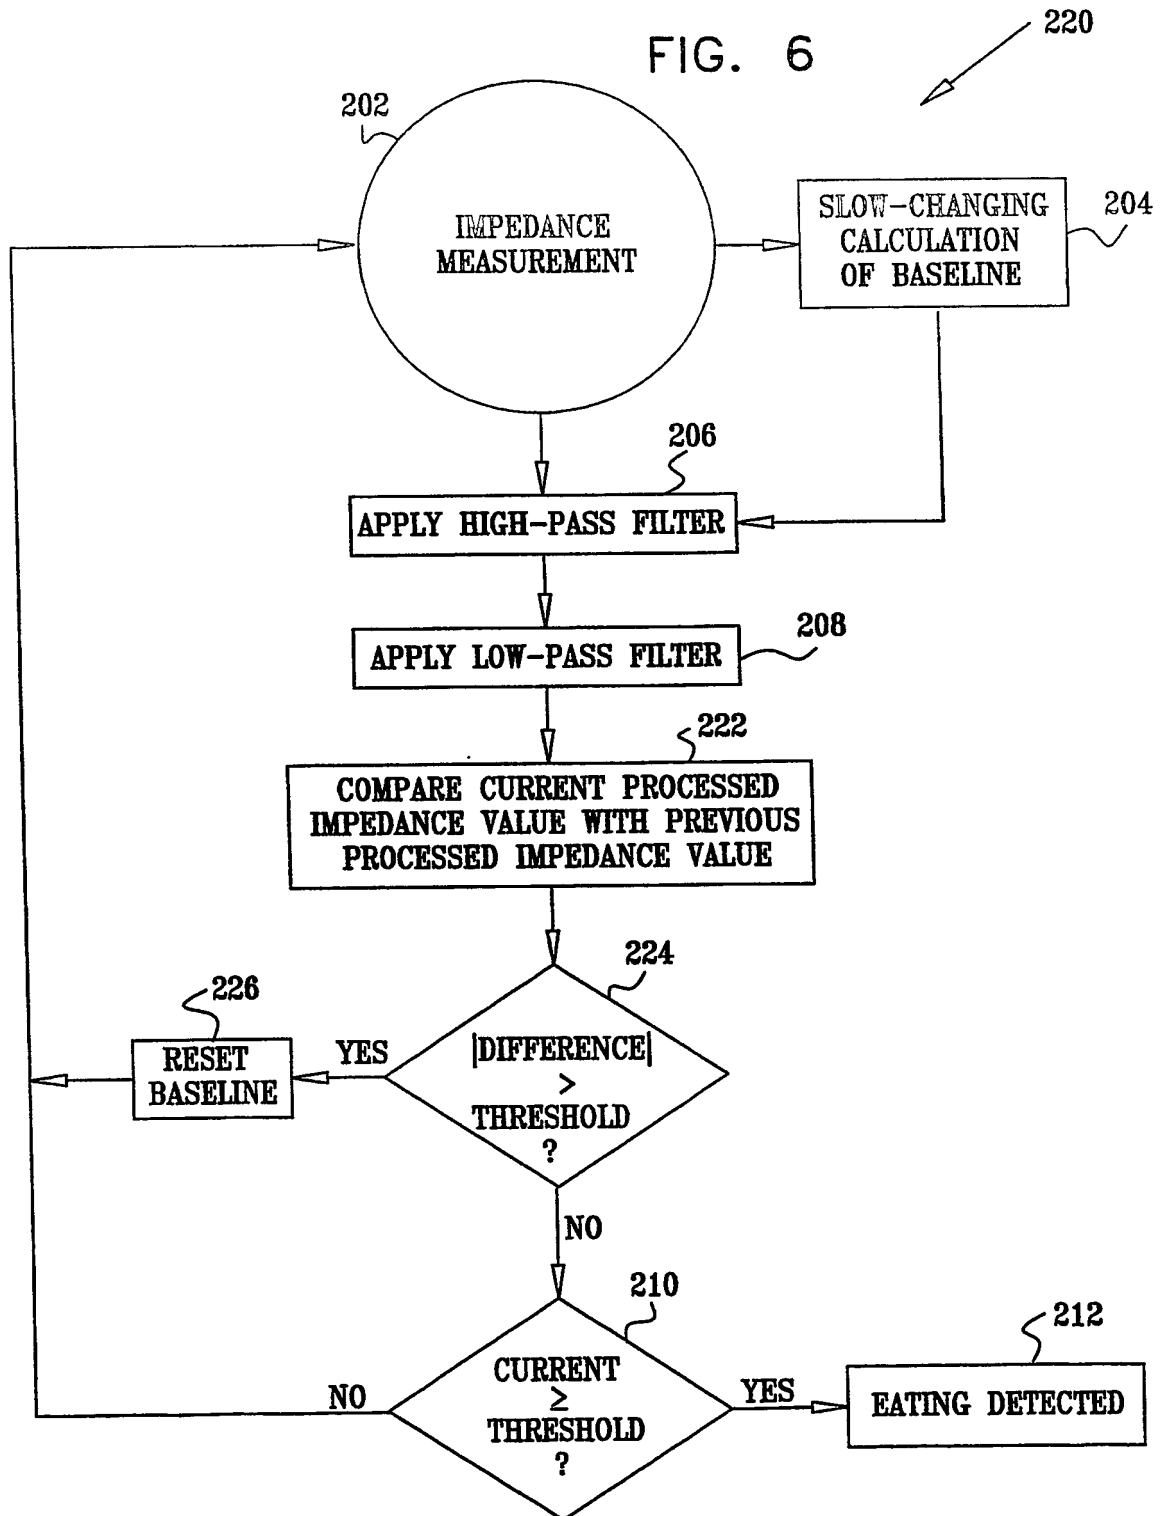 FIG. 6
220
202
IMPEDANCE
MEASUREMENT
SLOW-CHANGING
CALCULATION
OF BASELINE
204
206
APPLY HIGH-PASS FILTER
208
APPLY LOW-PASS FILTER
222
COMPARE CURRENT PROCESSED
IMPEDANCE VALUE WITH PREVIOUS
PROCESSED IMPEDANCE VALUE
224
|DIFFERENCE|
>
THRESHOLD
?
YES
226
RESET
BASELINE
NO
210
CURRENT
≥
THRESHOLD
?
NO
YES
212
EATING DETECTED